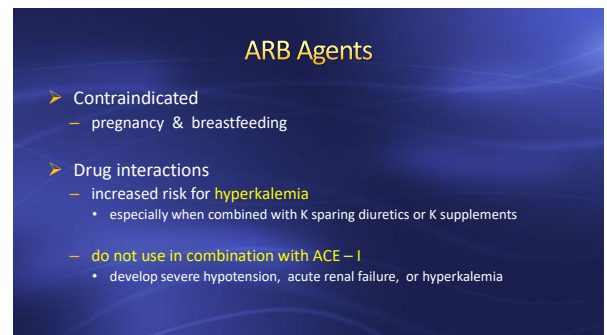 ARB Agents
➢ Contraindicated
– pregnancy & breastfeeding
➢ Drug interactions
– increased risk for hyperkalemia
• especially when combined with K sparing diuretics or K supplements
– do not use in combination with ACE – I
• develop severe hypotension, acute renal failure, or hyperkalemia